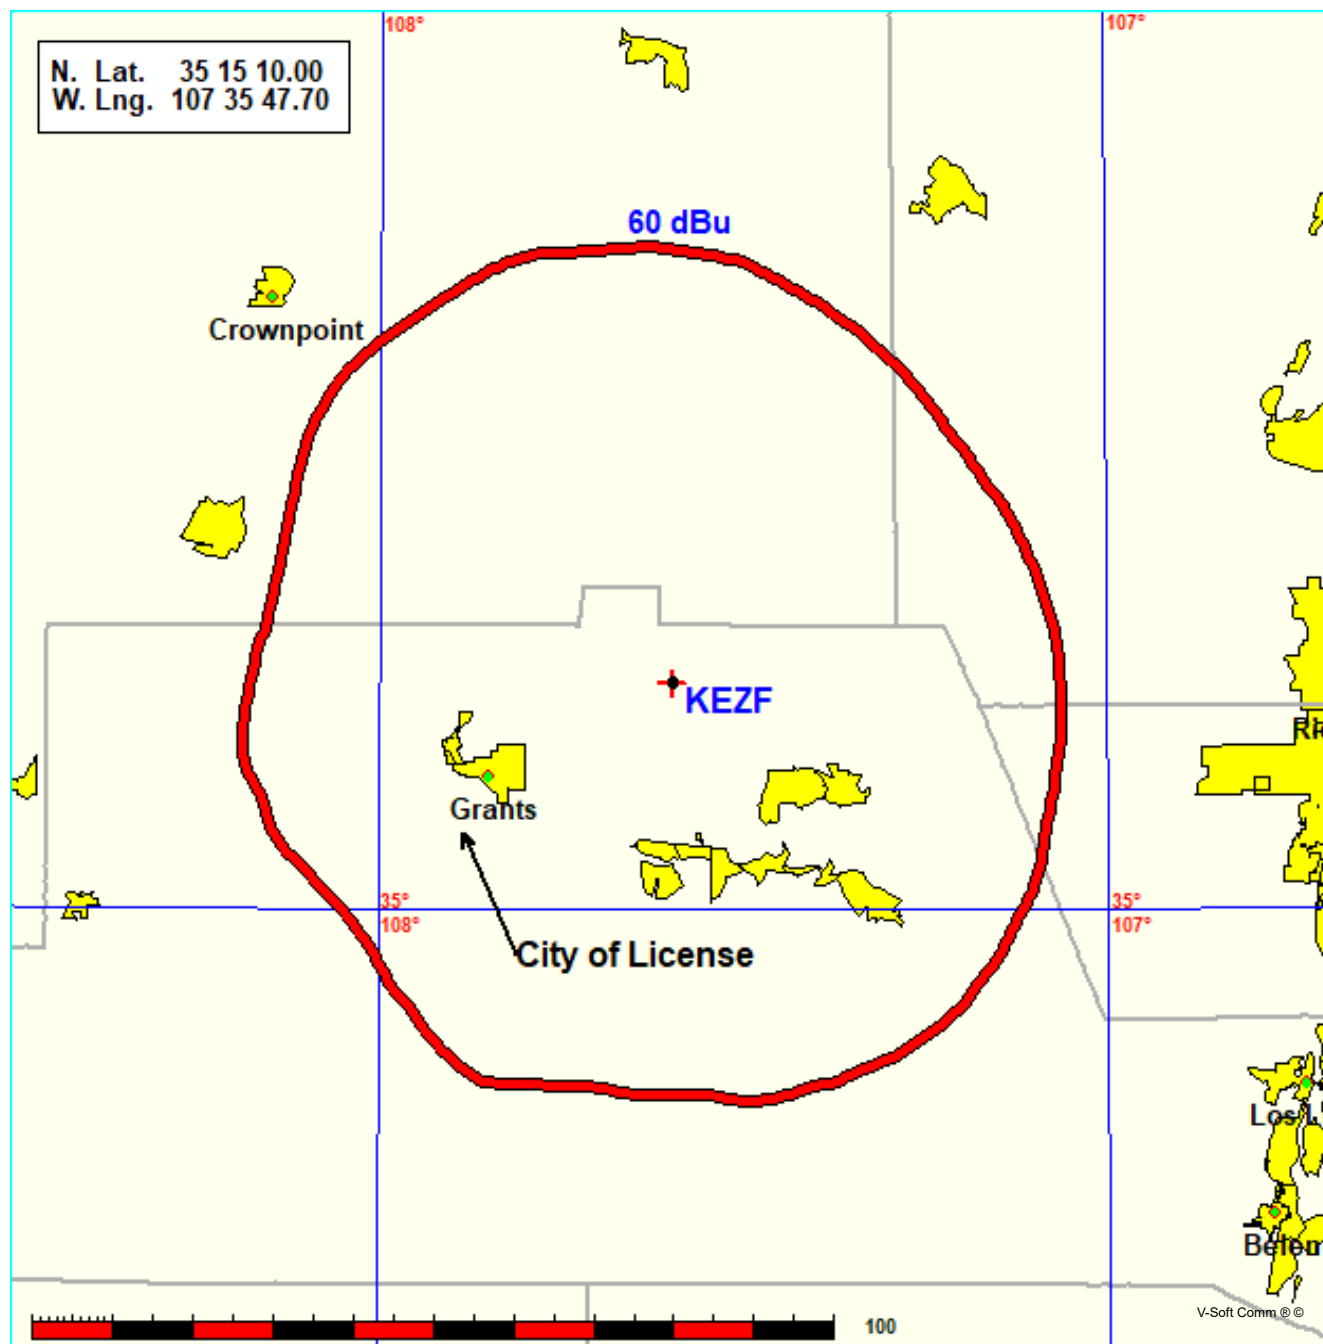 108°
107°
N. Lat. 35 15 10.00
W. Lng. 107 35 47.70
60 dBu
Crownpoint
KEZF
Grants
35°
108°
35°
107°
City of License
Belen
V-Soft Comm ® ©
100